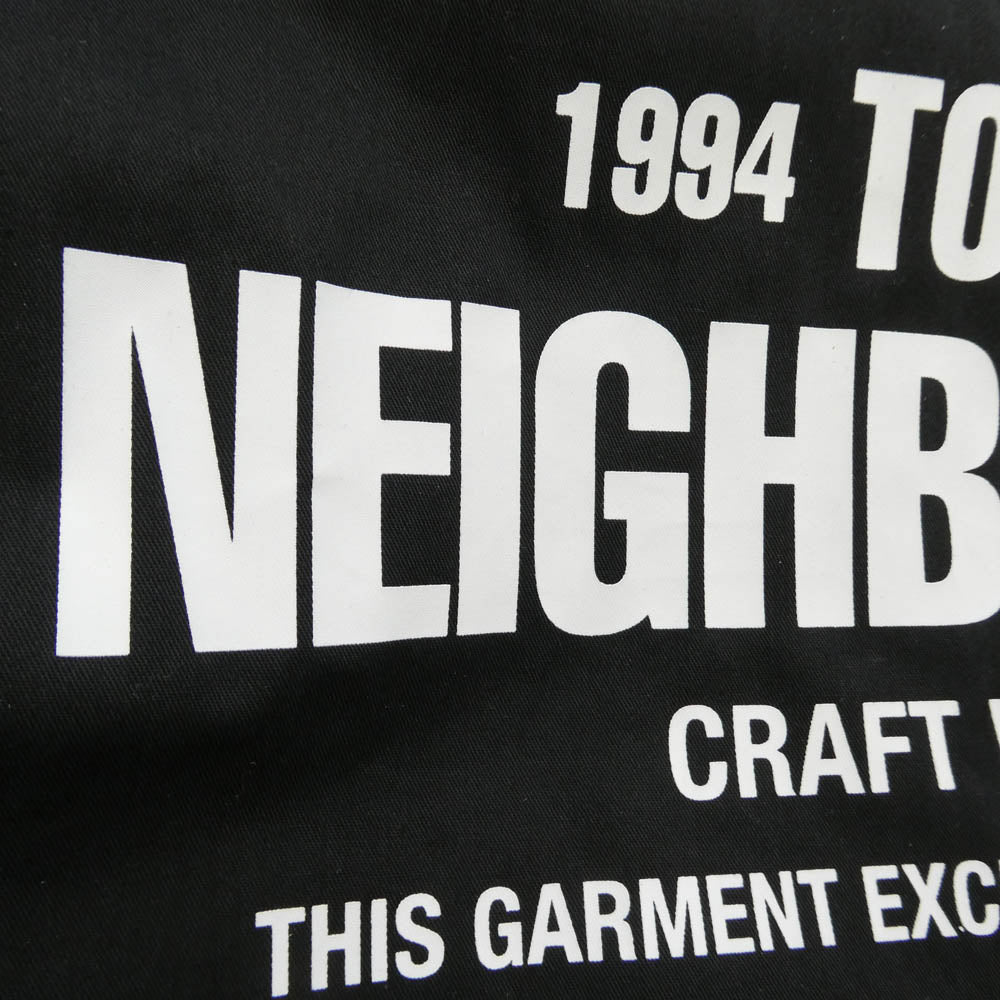 1994 TO
NEIGHB
CRAFT
THIS GARMENT EXC